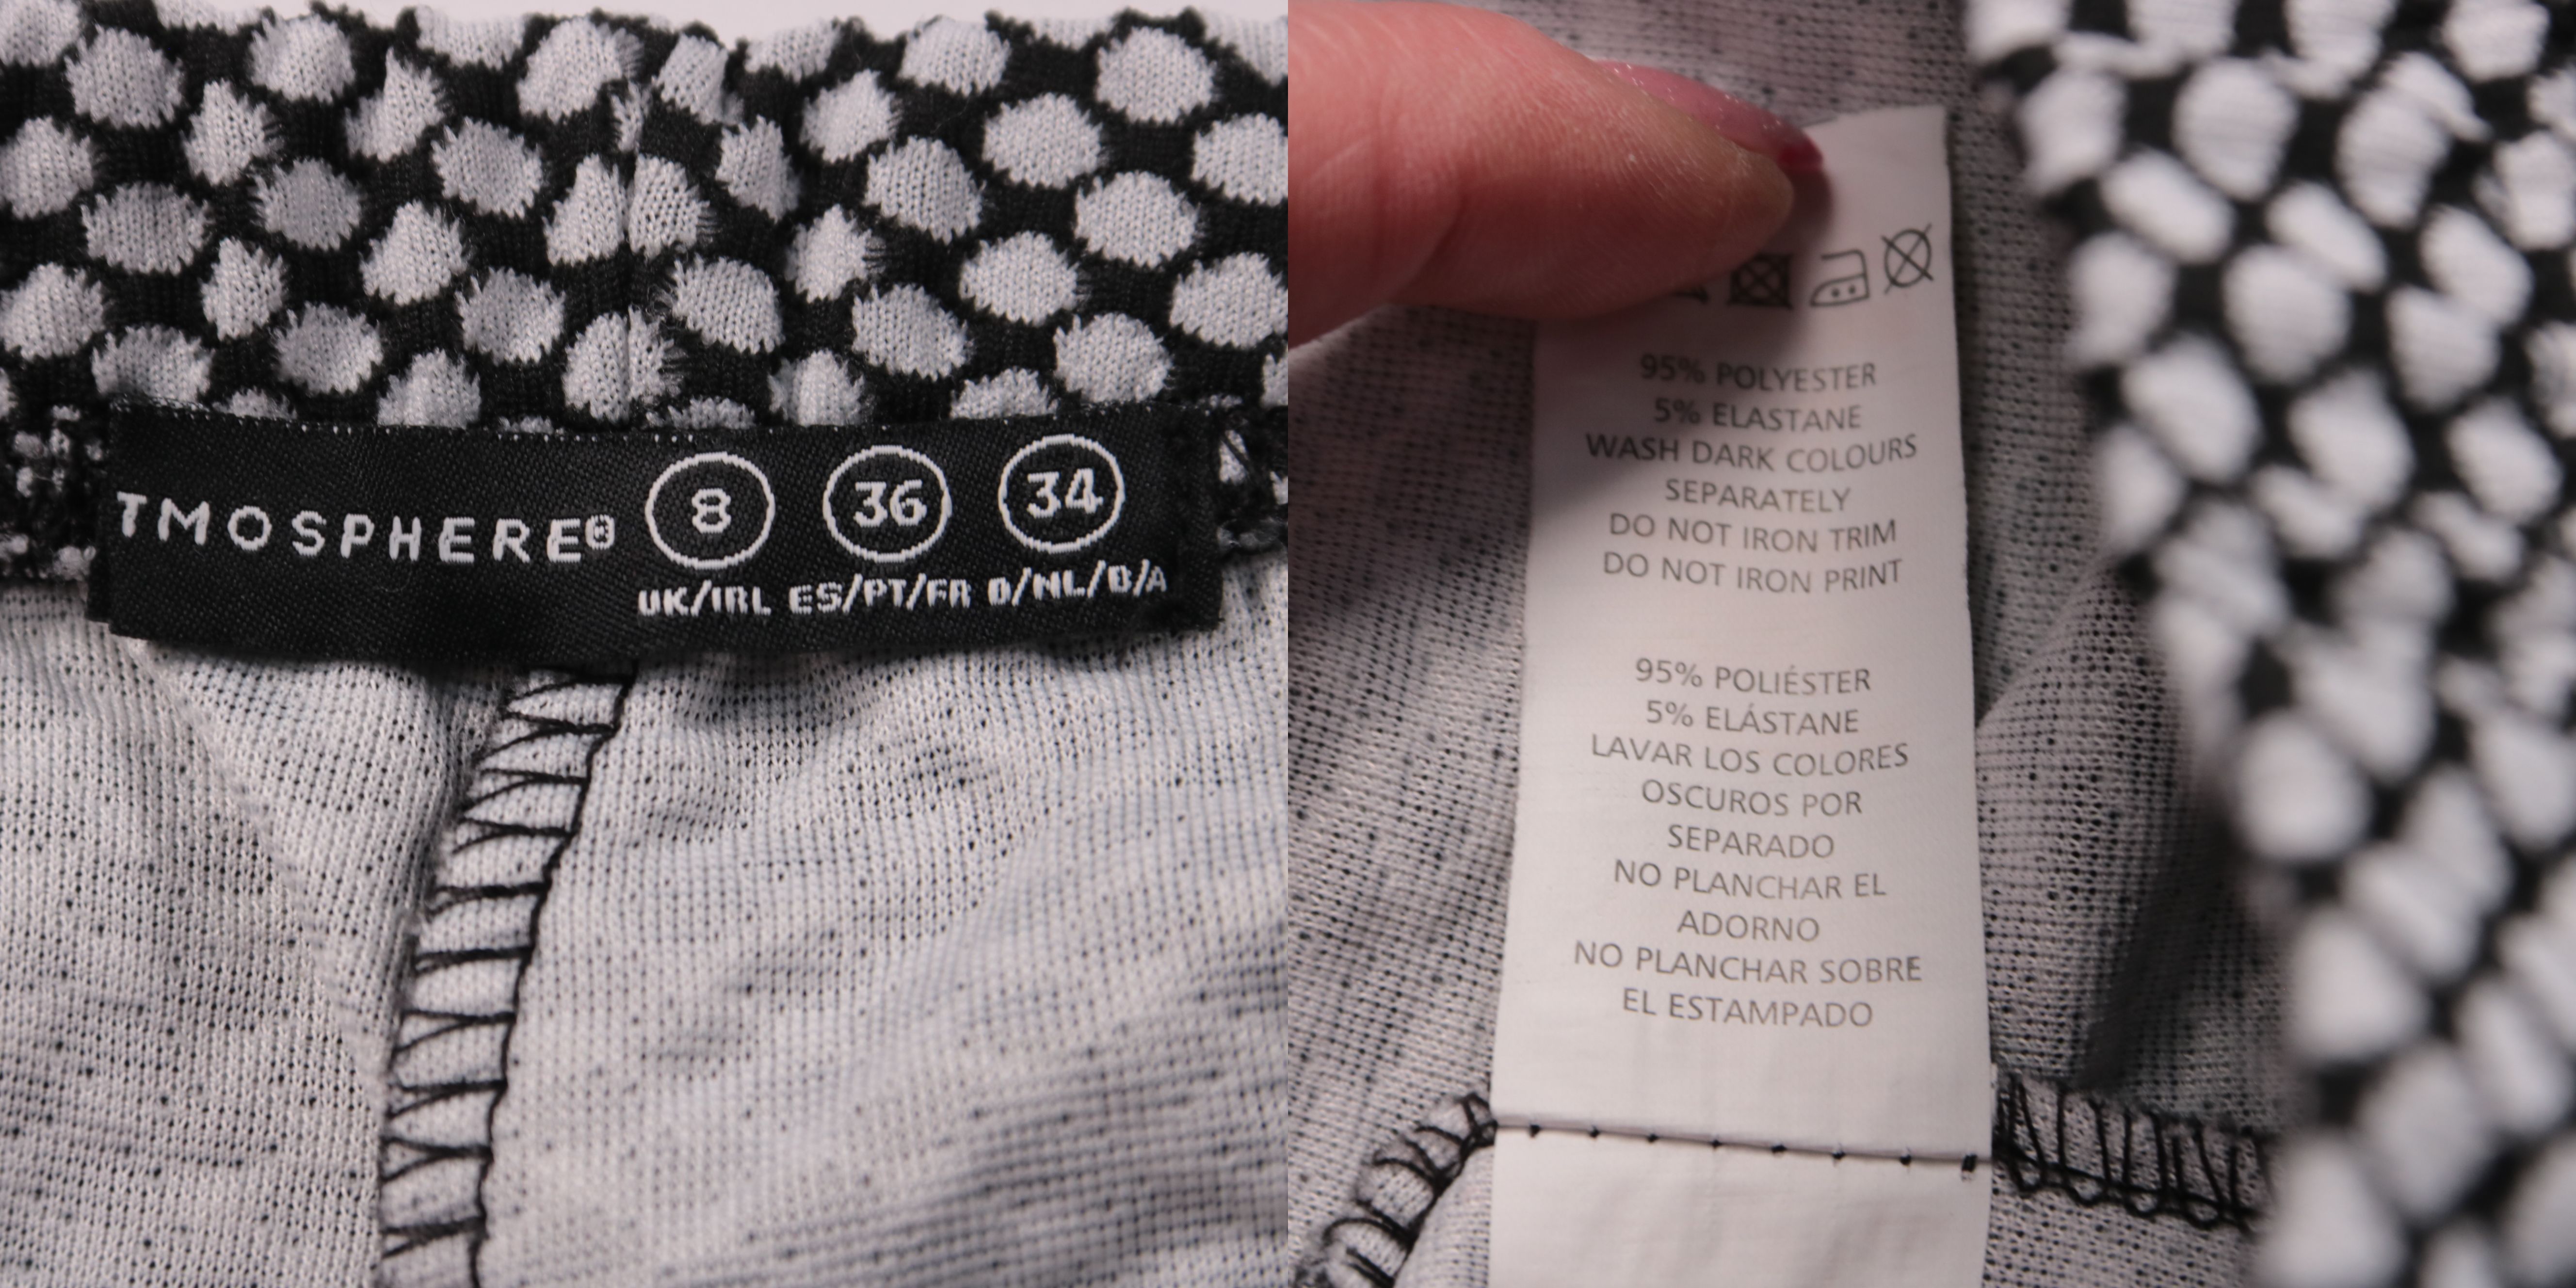 TMOSPHERE®
8 36 34
UK/IRL ES/PT/FR D/NL/B/A
95% POLYESTER
5% ELASTANE
WASH DARK COLOURS
SEPARATELY
DO NOT IRON TRIM
DO NOT IRON PRINT
95% POLIÉSTER
5% ELÁSTANE
LAVAR LOS COLORES
OSCUROS POR
SEPARADO
NO PLANCHAR EL
ADORNO
NO PLANCHAR SOBRE
EL ESTAMPADO